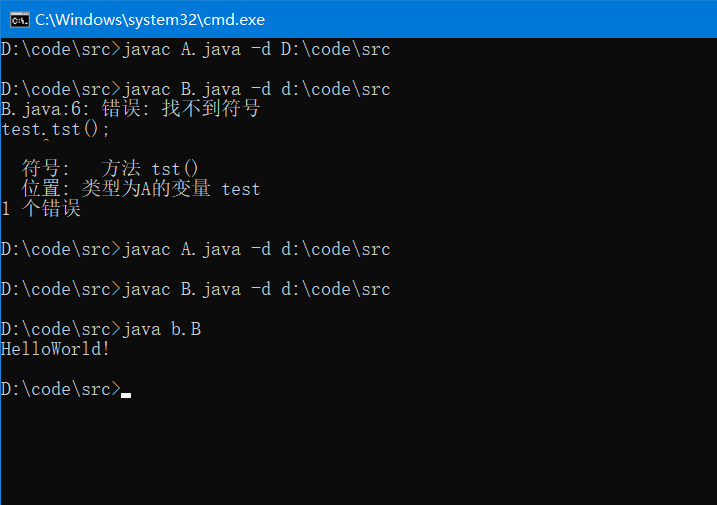 C:\Windows\system32\cmd.exe
D:\code\src>javac A.java -d D:\code\src
D:\code\src>javac B.java -d d:\code\src
B.java:6: 错误: 找不到符号
test.tst();
^
符号:   方法 tst()
位置: 类型为A的变量 test
1 个错误
D:\code\src>javac A.java -d d:\code\src
D:\code\src>javac B.java -d d:\code\src
D:\code\src>java b.B
HelloWorld!
D:\code\src>